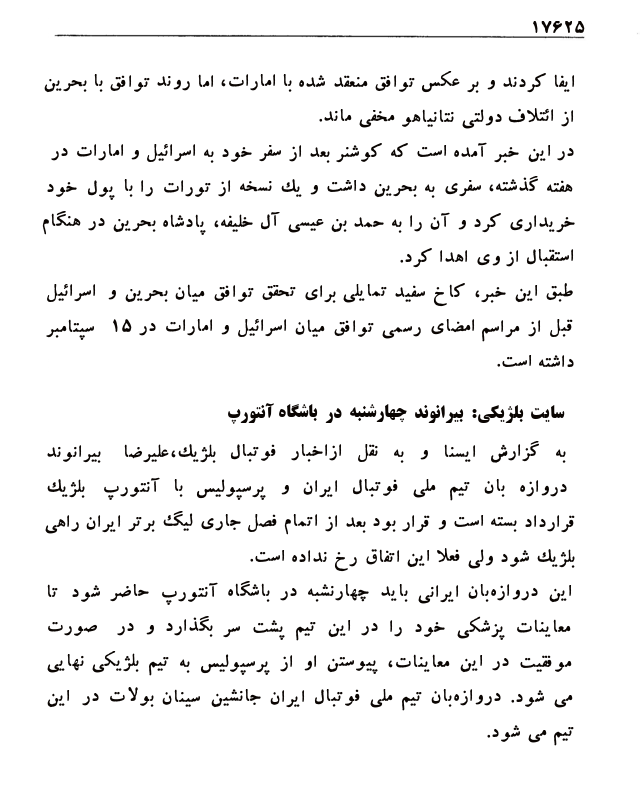 ۱۷۶۲۵
ایفا کردند و بر عکس توافق منعقد شده با امارات، اما روند توافق با بحرین
از ائتلاف دولتی نتانیاهو مخفی ماند.
در این خبر آمده است که کوشنر بعد از سفر خود به اسرائیل و امارات در
هفته گذشته، سفری به بحرین داشت و یك نسخه از تورات را با پول خود
خریداری کرد و آن را به حمد بن عیسی آل خلیفه، پادشاه بحرین در هنگام
استقبال از وی اهدا کرد.
طبق این خبر، کاخ سفید تمایلی برای تحقق توافق میان بحرین و اسرائیل
قبل از مراسم امضای رسمی توافق میان اسرائیل و امارات در ۱۵ سپتامبر
داشته است.
سایت بلژیکی: بیرانوند چهارشنبه در باشگاه آنتورپ
به گزارش ایسنا و به نقل ازاخبار فوتبال بلژیك،علیرضا بیرانوند
دروازه بان تیم ملی فوتبال ایران و پرسپولیس با آنتورپ بلژیك
قرارداد بسته است و قرار بود بعد از اتمام فصل جاری لیگ برتر ایران راهی
بلژیك شود ولی فعلا این اتفاق رخ نداده است.
این دروازه‌بان ایرانی باید چهارنشبه در باشگاه آنتورپ حاضر شود تا
معاینات پزشکی خود را در این تیم پشت سر بگذارد و در صورت
موفقیت در این معاینات، پیوستن او از پرسپولیس به تیم بلژیکی نهایی
می شود. دروازه‌بان تیم ملی فوتبال ایران جانشین سینان بولات در این
تیم می شود.